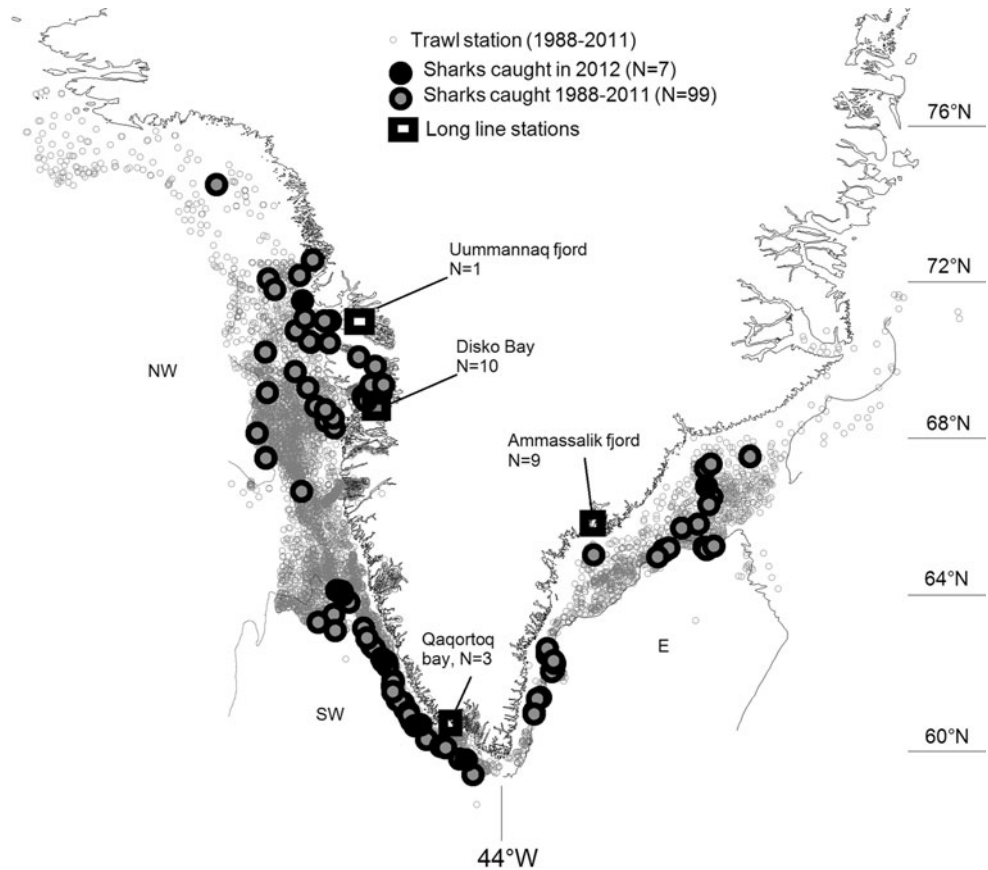 Trawl station (1988-2011)
Sharks caught in 2012 (N=7)
Sharks caught 1988-2011 (N=99)
Long line stations
76°N
Uummannaq fjord
N=1
72°N
Disko Bay
N=10
NW
Ammassalik fjord
N=9
68°N
64°N
Qaqortoq
bay, N=3
E
SW
60°N
44°W